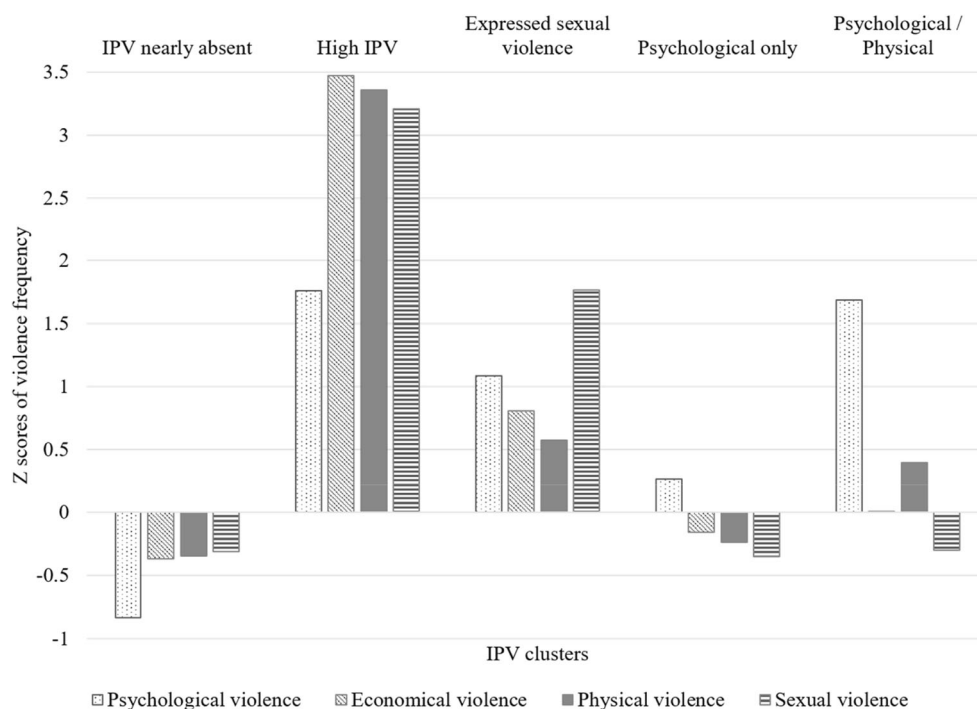 IPV nearly absent
High IPV
Expressed sexual
violence
Psychological only
Psychological /
Physical
3.5
3
2.5
2
1.5
1
0.5
0
-0.5
-1
Z scores of violence frequency
IPV clusters
Psychological violence
Economical violence
Physical violence
Sexual violence